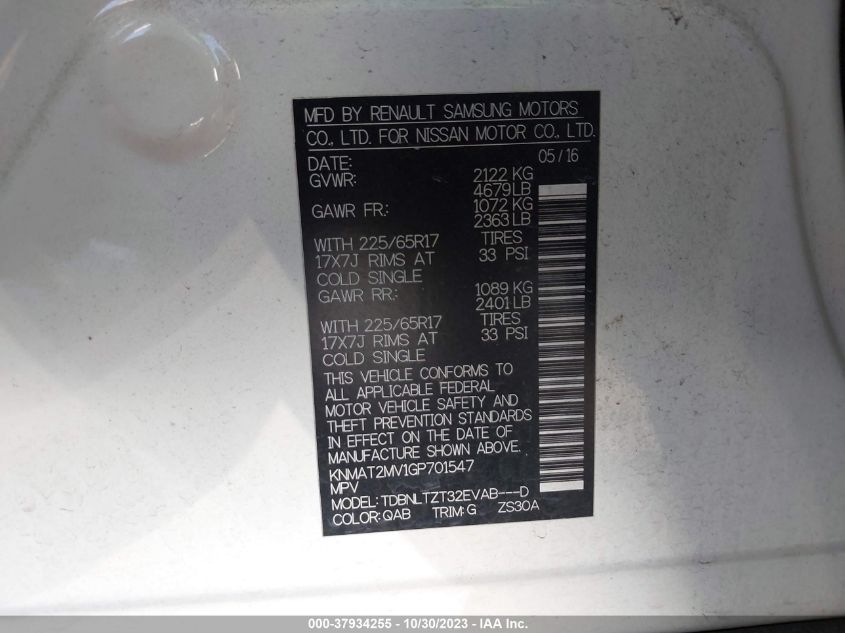 MFD BY RENAULT SAMSUNG MOTORS
CO., LTD. FOR NISSAN MOTOR CO., LTD.
DATE: 05/16
GVWR: 2122 KG
4679 LB
GAWR FR.: 1072 KG
2363 LB
WITH 225/65R17 TIRES
17X7J RIMS AT 33 PSI
COLD SINGLE
GAWR RR.: 1089 KG
2401 LB
WITH 225/65R17 TIRES
17X7J RIMS AT 33 PSI
COLD SINGLE
THIS VEHICLE CONFORMS TO
ALL APPLICABLE FEDERAL
MOTOR VEHICLE SAFETY AND
THEFT PREVENTION STANDARDS
IN EFFECT ON THE DATE OF
MANUFACTURE SHOWN ABOVE.
KNMAT2MV1GP701547
MPV
MODEL: TDBNLTZT32EVAB---D
COLOR: QAB TRIM: G ZS30A
000-37934255 - 10/30/2023 - IAA Inc.